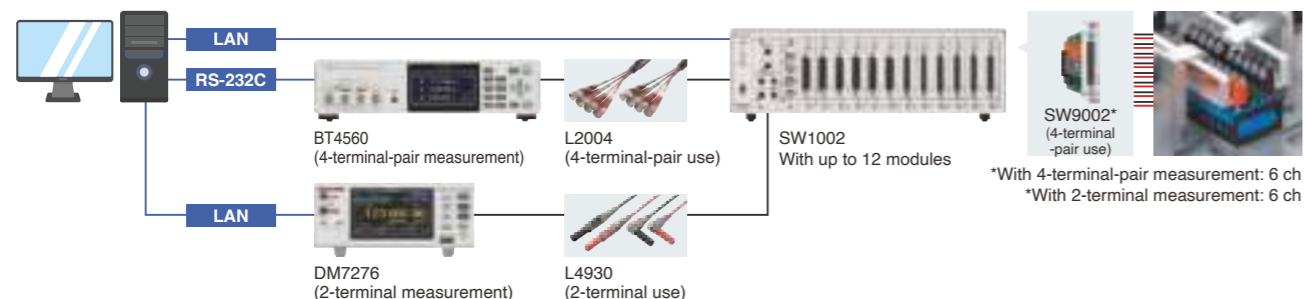 LAN
RS-232C
BT4560
(4-terminal-pair measurement)
L2004
(4-terminal-pair use)
SW1002
With up to 12 modules
SW9002*
(4-terminal
-pair use)
*With 4-terminal-pair measurement: 6 ch
*With 2-terminal measurement: 6 ch
LAN
DM7276
(2-terminal measurement)
L4930
(2-terminal use)